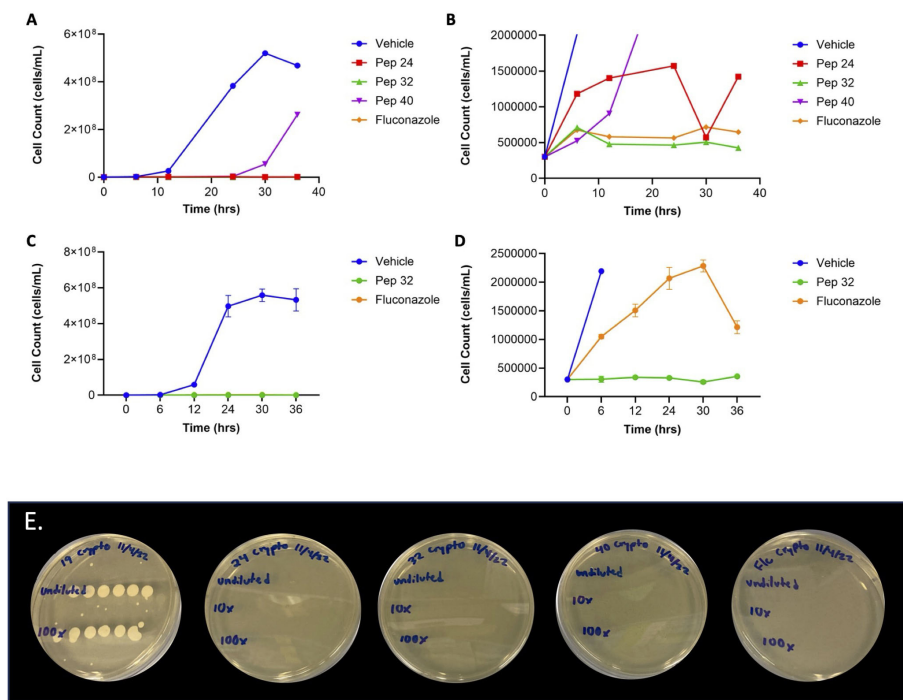 A
Cell Count (cells/mL)
6×10⁸
4×10⁸
2×10⁸
0
0 10 20 30 40
Time (hrs)
Vehicle
Pep 24
Pep 32
Pep 40
Fluconazole
B
Cell Count (cells/mL)
2000000
1500000
1000000
500000
0
0 10 20 30 40
Time (hrs)
Vehicle
Pep 24
Pep 32
Pep 40
Fluconazole
C
Cell Count (cells/mL)
8×10⁸
6×10⁸
4×10⁸
2×10⁸
0
0 6 12 24 30 36
Time (hrs)
Vehicle
Pep 32
Fluconazole
D
Cell Count (cells/mL)
2500000
2000000
1500000
1000000
500000
0
0 6 12 24 30 36
Time (hrs)
Vehicle
Pep 32
Fluconazole
E.
19 crypto 11/4/22
undiluted
100x
24 crypto 11/4/22
undiluted
10x
100x
32 crypto 11/4/22
undiluted
10x
100x
40 crypto 11/4/22
undiluted
10x
100x
Flc crypto 11/4/22
undiluted
10x
100x